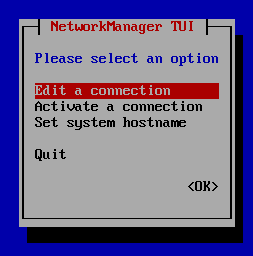 NetworkManager TUI
Please select an option
Edit a connection
Activate a connection
Set system hostname
Quit
<OK>